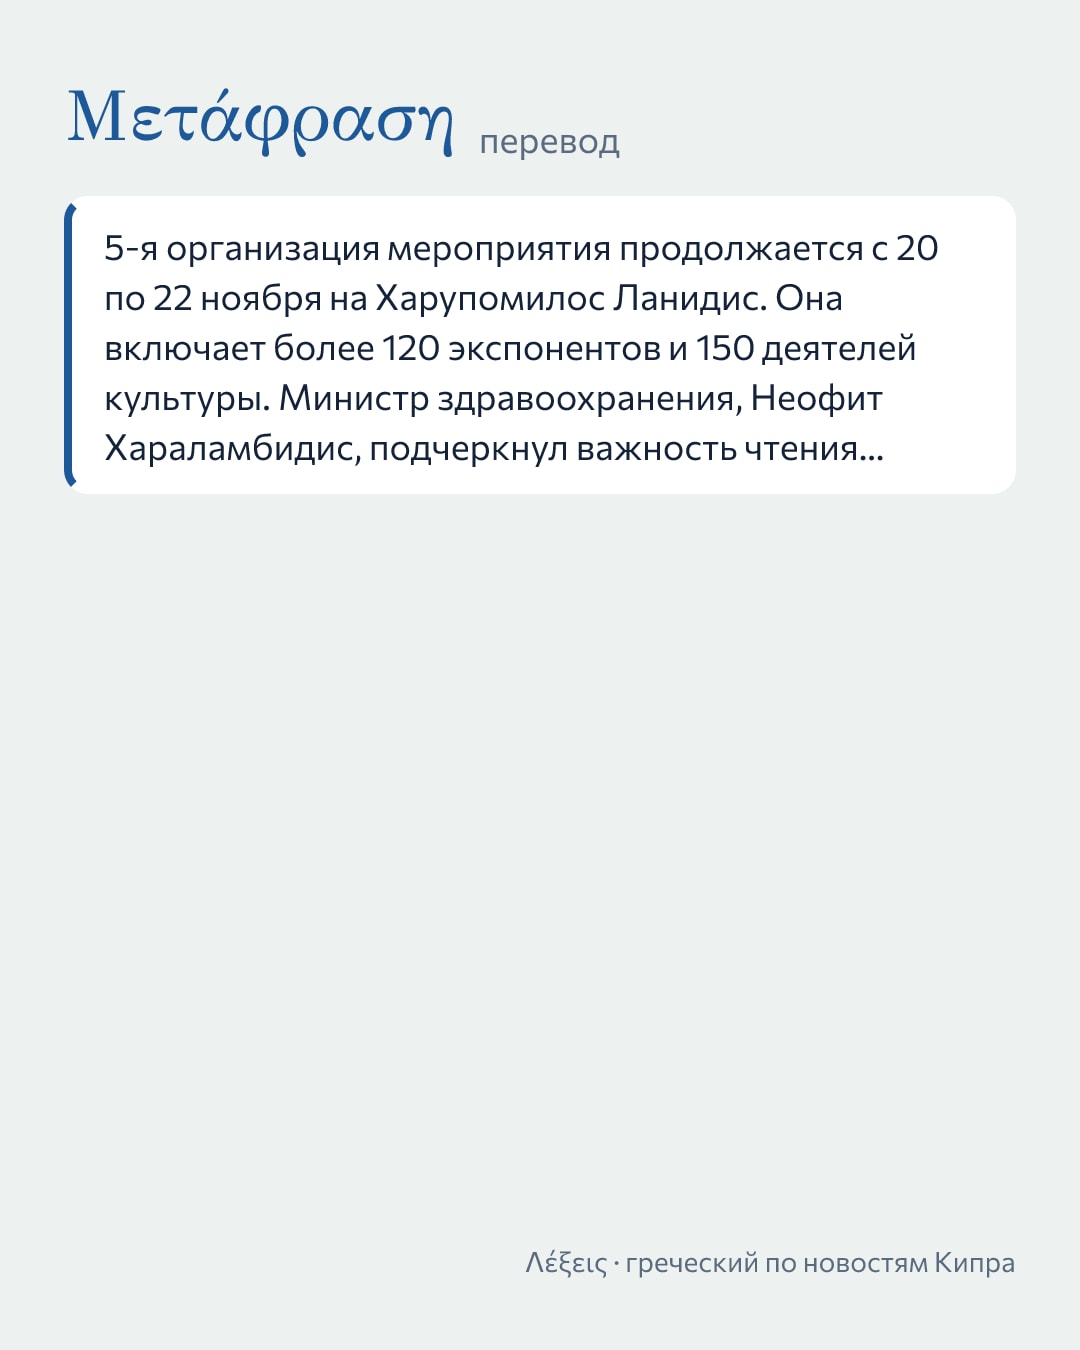 Μετάφραση перевод
5-я организация мероприятия продолжается с 20
по 22 ноября на Харупомилос Ланидис. Она
включает более 120 экспонентов и 150 деятелей
культуры. Министр здравоохранения, Неофит
Хараламбидис, подчеркнул важность чтения...
Λέξεις · греческий по новостям Кипра